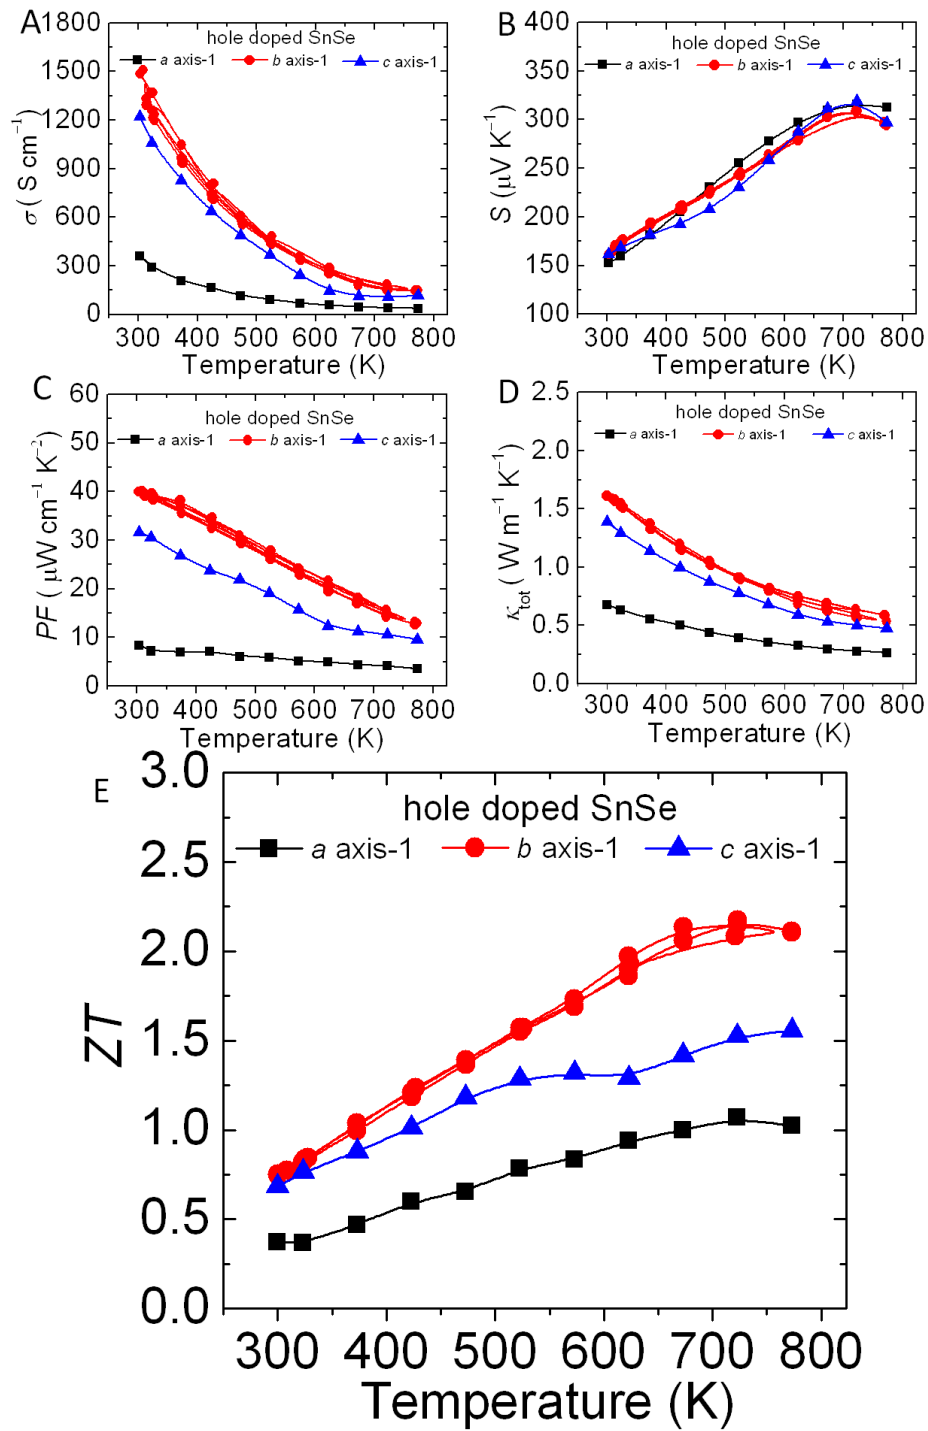 A
1800
1500
1200
900
600
300
0
σ ( S cm⁻¹)
hole doped SnSe
a axis-1 b axis-1 c axis-1
300 400 500 600 700 800
Temperature (K)
B
400
350
300
250
200
150
100
S (μV K⁻¹)
hole doped SnSe
a axis-1 b axis-1 c axis-1
300 400 500 600 700 800
Temperature (K)
C
60
50
40
30
20
10
0
PF ( μW cm⁻¹ K⁻²)
hole doped SnSe
a axis-1 b axis-1 c axis-1
300 400 500 600 700 800
Temperature (K)
D
2.5
2.0
1.5
1.0
0.5
0.0
κtot ( W m⁻¹ K⁻¹)
hole doped SnSe
a axis-1 b axis-1 c axis-1
300 400 500 600 700 800
Temperature (K)
E
3.0
2.5
2.0
1.5
1.0
0.5
0.0
ZT
hole doped SnSe
a axis-1 b axis-1 c axis-1
300 400 500 600 700 800
Temperature (K)